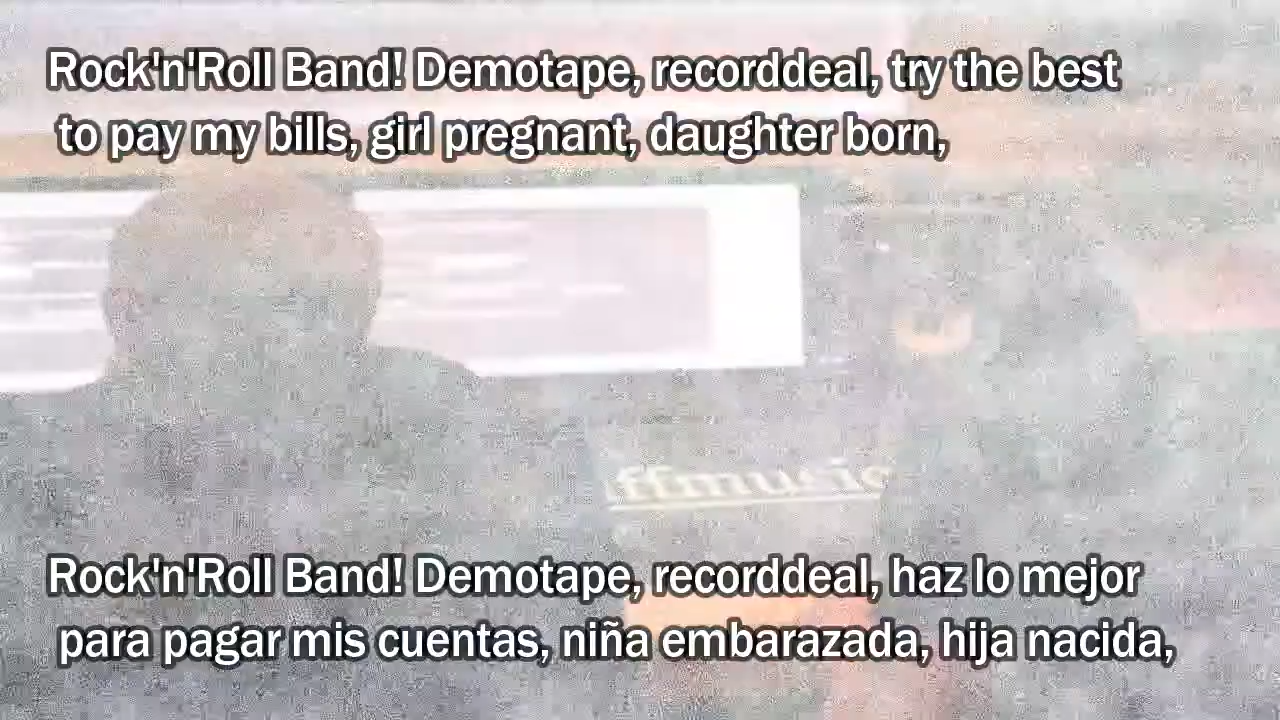 Rock'n'Roll Band! Demotape, recorddeal, try the best
to pay my bills, girl pregnant, daughter born,
ffmusic
Rock'n'Roll Band! Demotape, recorddeal, haz lo mejor
para pagar mis cuentas, niña embarazada, hija nacida,